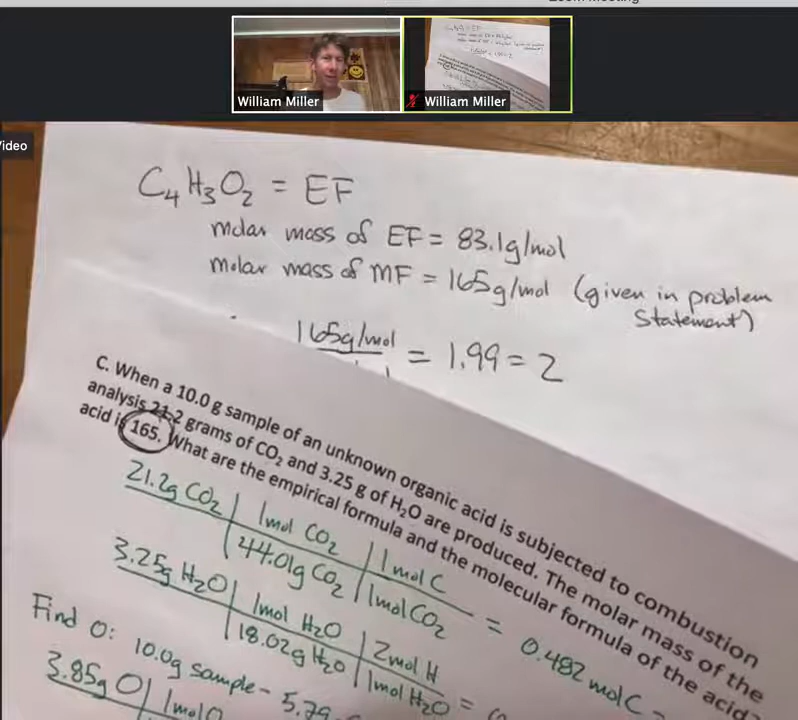 Zoom Meeting
William Miller
William Miller
Video
C₄H₃O₂ = EF
molar mass of EF = 83.1g/mol
molar mass of MF = 165g/mol (given in problem
statement)
165g/mol = 1.99 = 2
C. When a 10.0 g sample of an unknown organic acid is subjected to combustion
analysis 21.2 grams of CO₂ and 3.25 g of H₂O are produced. The molar mass of the
acid is 165. What are the empirical formula and the molecular formula of the acid?
21.2g CO₂ | 1mol CO₂ | 1molC = 0.482 molC
44.01g CO₂ | 1molCO₂
3.25g H₂O | 1mol H₂O | 2mol H =
18.02g H₂O | 1mol H₂O
Find O: 10.0g sample - 5.79
3.85g O | 1mol O